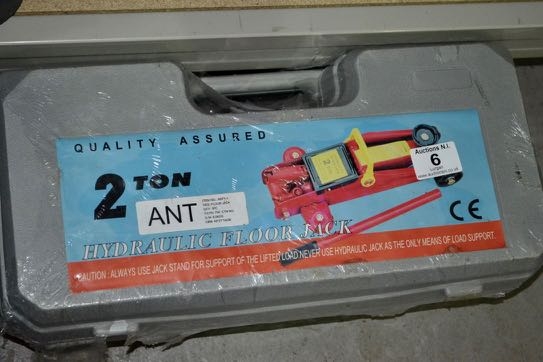 QUALITY ASSURED
2 TON
ANT
Auctions N.I.
6
Lurgan
HYDRAULIC FLOOR JACK
CE
CAUTION : ALWAYS USE JACK STAND FOR SUPPORT OF THE LIFTED LOAD NEVER USE HYDRAULIC JACK AS THE ONLY MEANS OF LOAD SUPPORT.